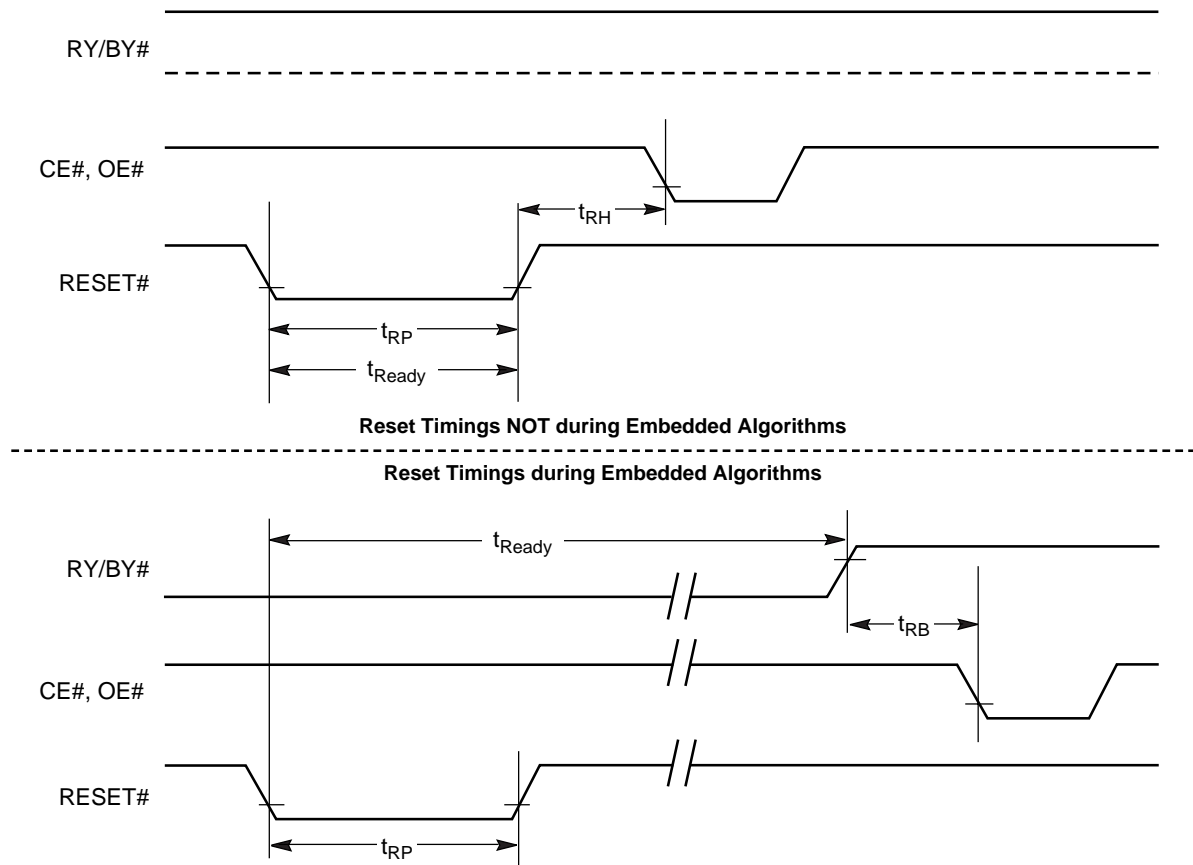 RY/BY#
CE#, OE#
tRH
RESET#
tRP
tReady
Reset Timings NOT during Embedded Algorithms
Reset Timings during Embedded Algorithms
tReady
RY/BY#
tRB
CE#, OE#
RESET#
tRP